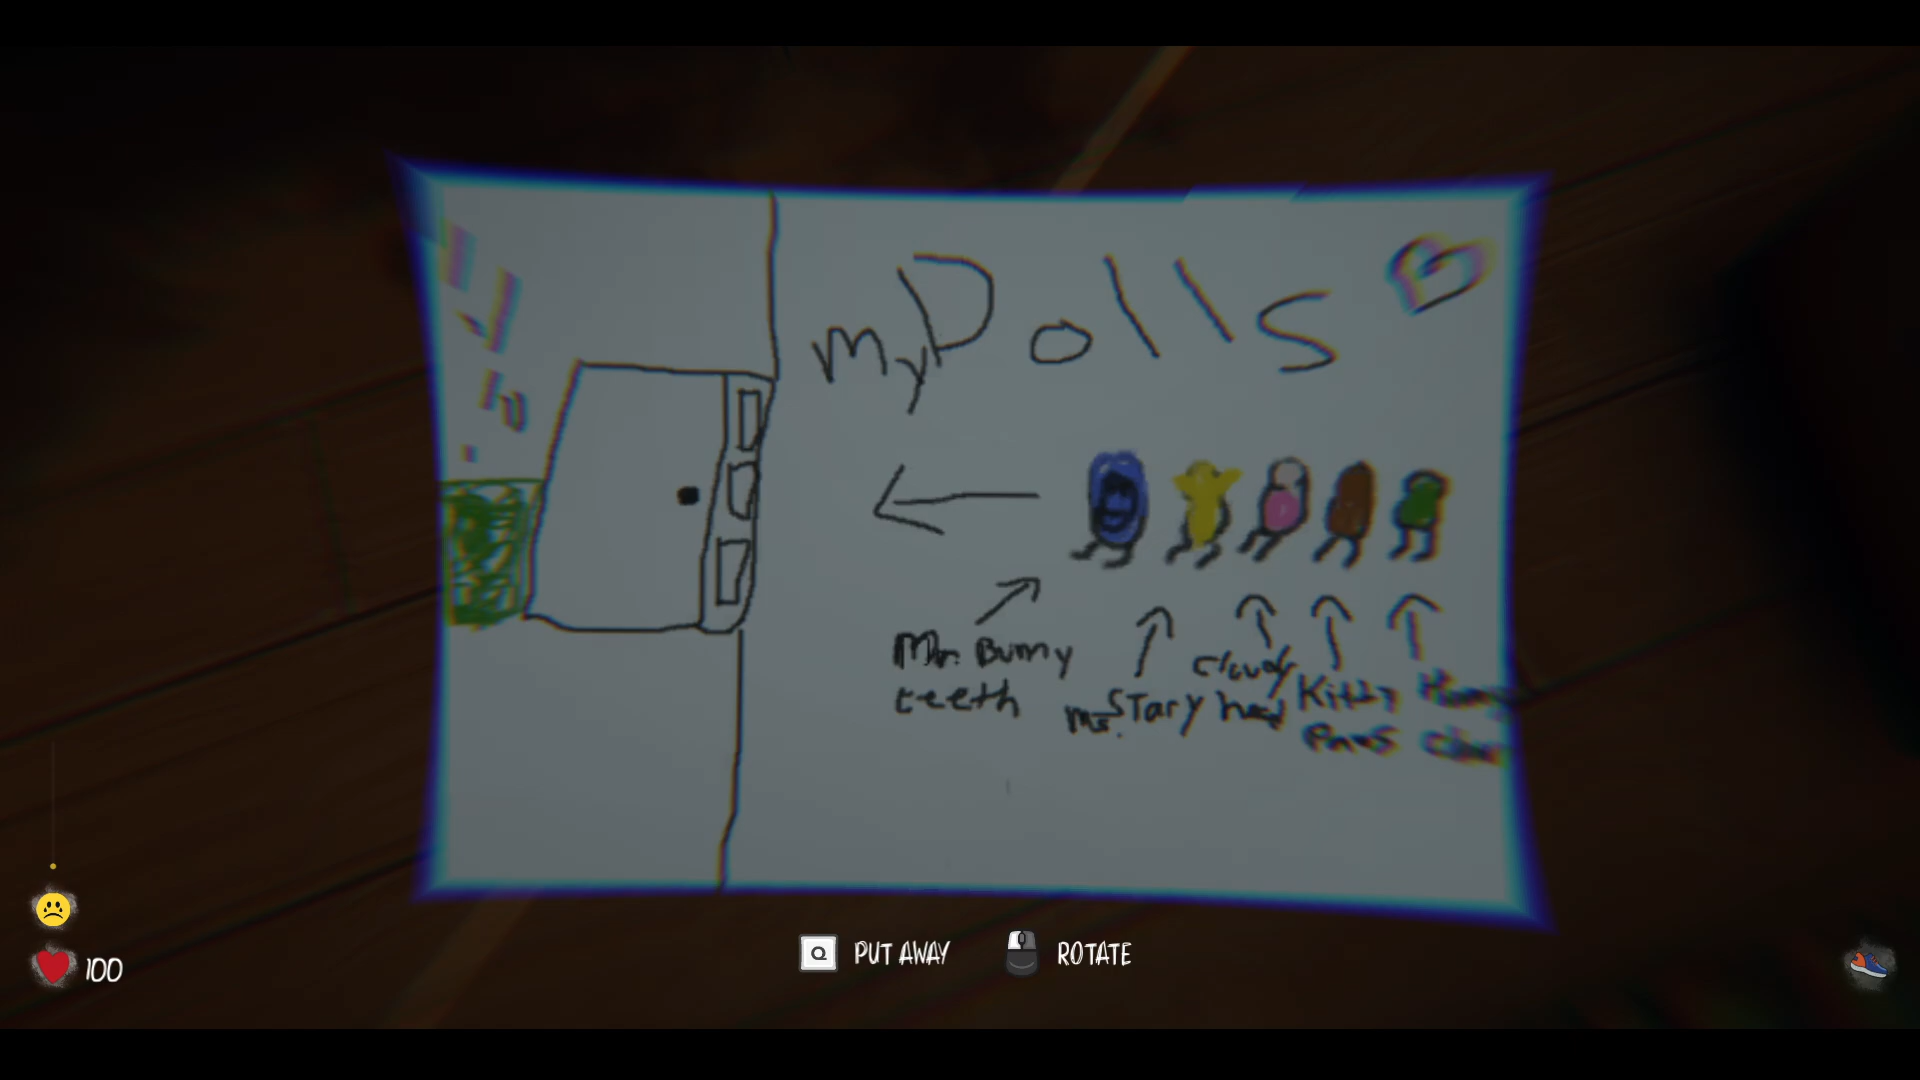 my Dolls
Mr. Bunny
teeth
Ms. STary
Cloudy
head
Kitty
Paws
100
Q PUT AWAY
ROTATE